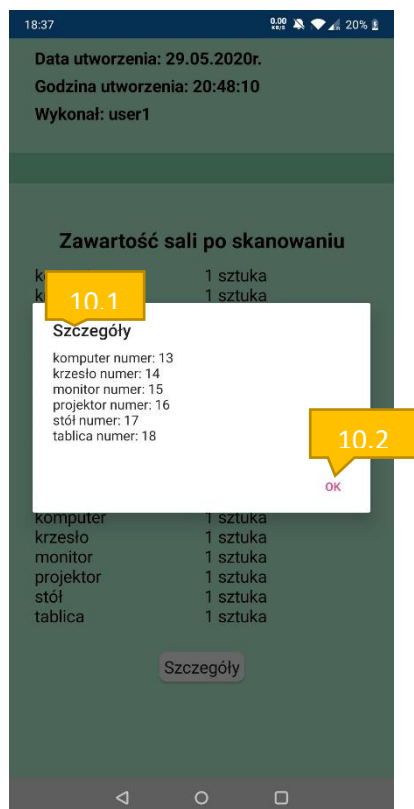 18:37 0.00 KB/S 20%
Data utworzenia: 29.05.2020r.
Godzina utworzenia: 20:48:10
Wykonał: user1
Zawartość sali po skanowaniu
1 sztuka
1 sztuka
10.1
Szczegóły
komputer numer: 13
krzesło numer: 14
monitor numer: 15
projektor numer: 16
stół numer: 17
tablica numer: 18
10.2
OK
komputer 1 sztuka
krzesło 1 sztuka
monitor 1 sztuka
projektor 1 sztuka
stół 1 sztuka
tablica 1 sztuka
Szczegóły